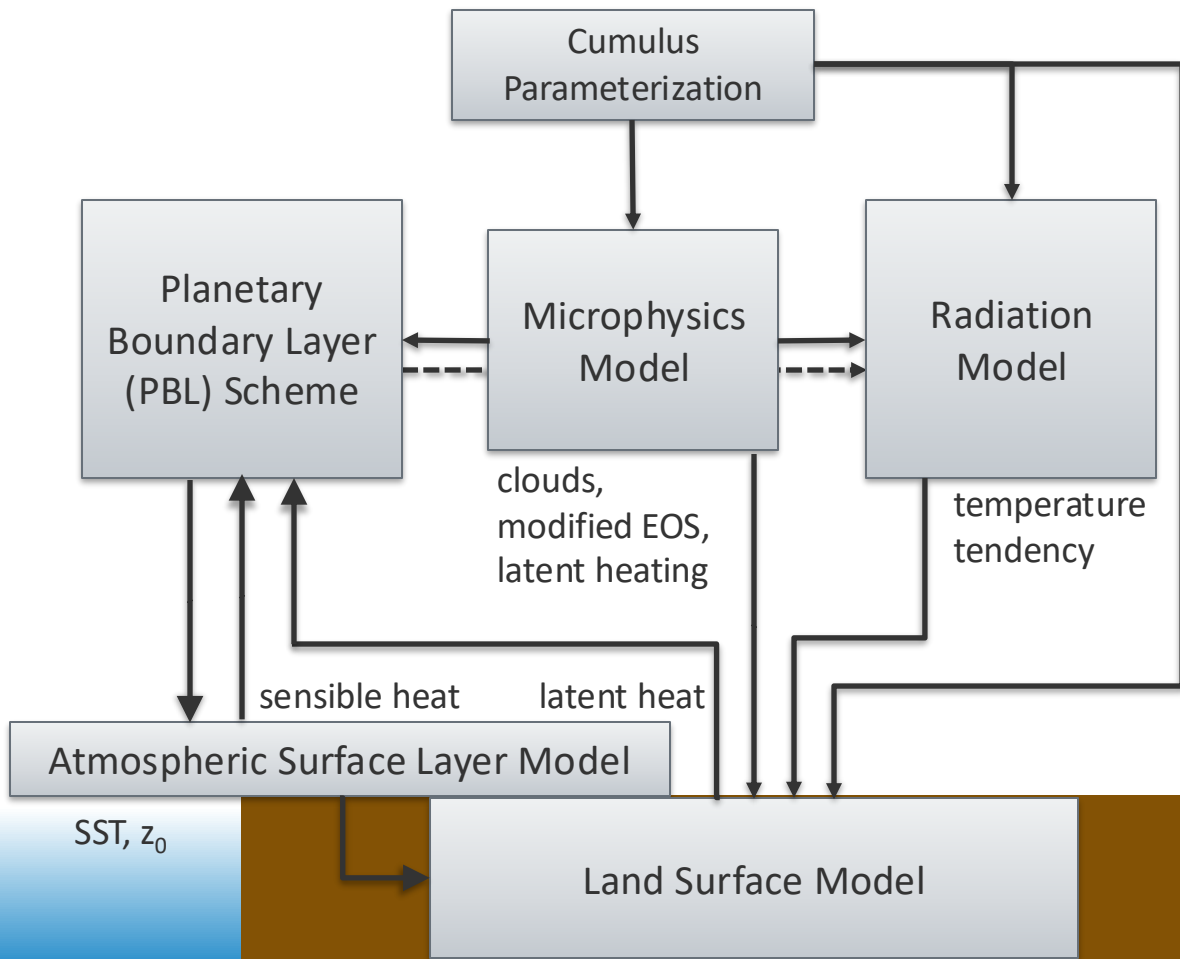 Cumulus
Parameterization
Planetary
Boundary Layer
(PBL) Scheme
Microphysics
Model
Radiation
Model
clouds,
modified EOS,
latent heating
temperature
tendency
sensible heat
latent heat
Atmospheric Surface Layer Model
SST, z₀
Land Surface Model